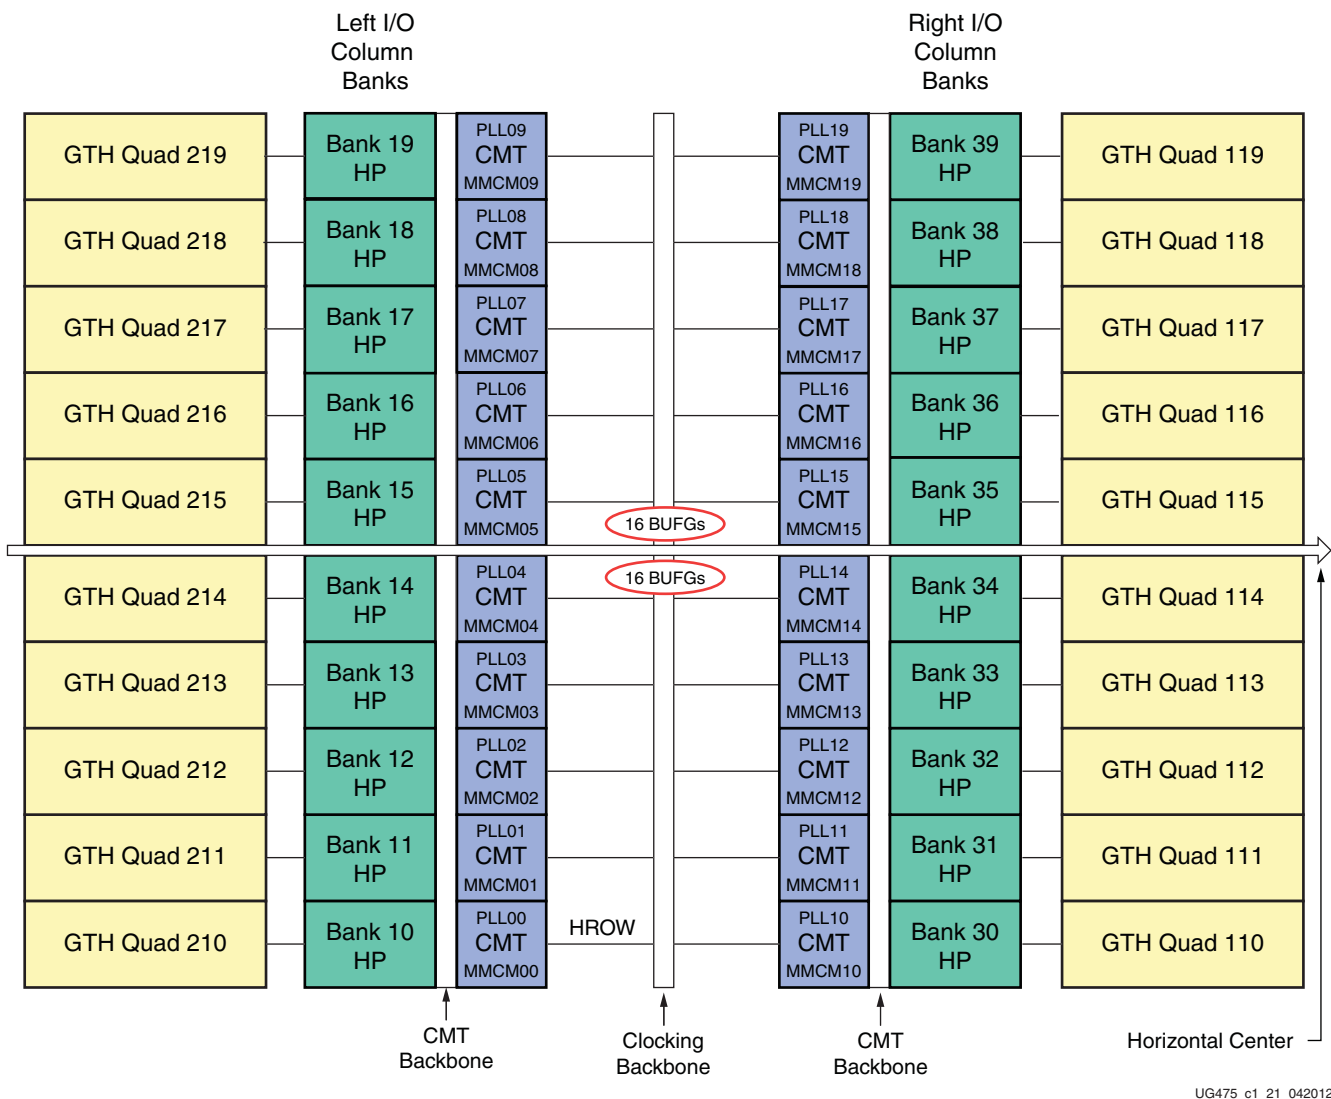 Left I/O
Column
Banks
Right I/O
Column
Banks
GTH Quad 219
Bank 19
HP
PLL09
CMT
MMCM09
PLL19
CMT
MMCM19
Bank 39
HP
GTH Quad 119
GTH Quad 218
Bank 18
HP
PLL08
CMT
MMCM08
PLL18
CMT
MMCM18
Bank 38
HP
GTH Quad 118
GTH Quad 217
Bank 17
HP
PLL07
CMT
MMCM07
PLL17
CMT
MMCM17
Bank 37
HP
GTH Quad 117
GTH Quad 216
Bank 16
HP
PLL06
CMT
MMCM06
PLL16
CMT
MMCM16
Bank 36
HP
GTH Quad 116
GTH Quad 215
Bank 15
HP
PLL05
CMT
MMCM05
16 BUFGs
PLL15
CMT
MMCM15
Bank 35
HP
GTH Quad 115
GTH Quad 214
Bank 14
HP
PLL04
CMT
MMCM04
16 BUFGs
PLL14
CMT
MMCM14
Bank 34
HP
GTH Quad 114
GTH Quad 213
Bank 13
HP
PLL03
CMT
MMCM03
PLL13
CMT
MMCM13
Bank 33
HP
GTH Quad 113
GTH Quad 212
Bank 12
HP
PLL02
CMT
MMCM02
PLL12
CMT
MMCM12
Bank 32
HP
GTH Quad 112
GTH Quad 211
Bank 11
HP
PLL01
CMT
MMCM01
PLL11
CMT
MMCM11
Bank 31
HP
GTH Quad 111
GTH Quad 210
Bank 10
HP
PLL00
CMT
MMCM00
HROW
PLL10
CMT
MMCM10
Bank 30
HP
GTH Quad 110
CMT
Backbone
Clocking
Backbone
CMT
Backbone
Horizontal Center
UG475_c1_21_042012